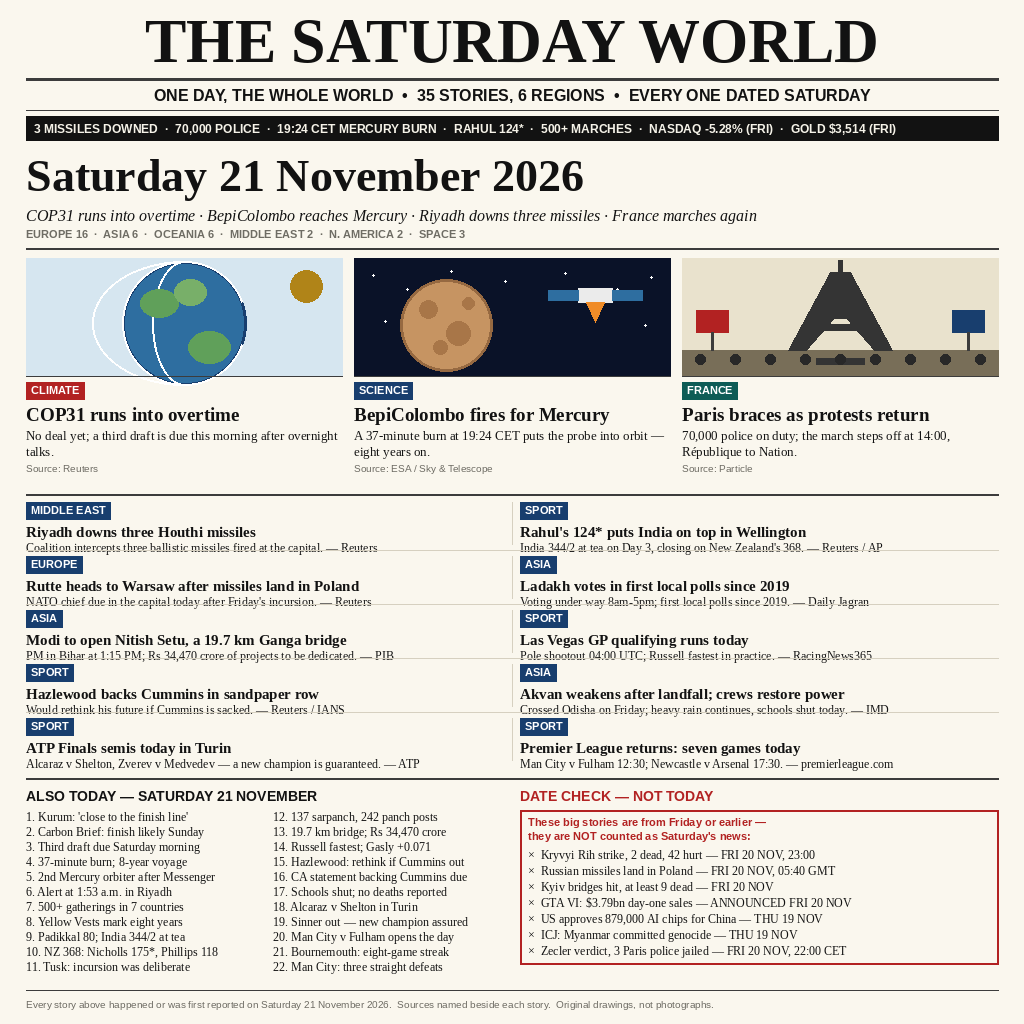 THE SATURDAY WORLD
ONE DAY, THE WHOLE WORLD • 35 STORIES, 6 REGIONS • EVERY ONE DATED SATURDAY
3 MISSILES DOWNED · 70,000 POLICE · 19:24 CET MERCURY BURN · RAHUL 124* · 500+ MARCHES · NASDAQ -5.28% (FRI) · GOLD $3,514 (FRI)
Saturday 21 November 2026
COP31 runs into overtime · BepiColombo reaches Mercury · Riyadh downs three missiles · France marches again
EUROPE 16 · ASIA 6 · OCEANIA 6 · MIDDLE EAST 2 · N. AMERICA 2 · SPACE 3
CLIMATE
COP31 runs into overtime
No deal yet; a third draft is due this morning after overnight
talks.
Source: Reuters
SCIENCE
BepiColombo fires for Mercury
A 37-minute burn at 19:24 CET puts the probe into orbit —
eight years on.
Source: ESA / Sky & Telescope
FRANCE
Paris braces as protests return
70,000 police on duty; the march steps off at 14:00,
République to Nation.
Source: Particle
MIDDLE EAST
Riyadh downs three Houthi missiles
Coalition intercepts three ballistic missiles fired at the capital. — Reuters
SPORT
Rahul's 124* puts India on top in Wellington
India 344/2 at tea on Day 3, closing on New Zealand's 368. — Reuters / AP
EUROPE
Rutte heads to Warsaw after missiles land in Poland
NATO chief due in the capital today after Friday's incursion. — Reuters
ASIA
Ladakh votes in first local polls since 2019
Voting under way 8am-5pm; first local polls since 2019. — Daily Jagran
ASIA
Modi to open Nitish Setu, a 19.7 km Ganga bridge
PM in Bihar at 1:15 PM; Rs 34,470 crore of projects to be dedicated. — PIB
SPORT
Las Vegas GP qualifying runs today
Pole shootout 04:00 UTC; Russell fastest in practice. — RacingNews365
SPORT
Hazlewood backs Cummins in sandpaper row
Would rethink his future if Cummins is sacked. — Reuters / IANS
ASIA
Akvan weakens after landfall; crews restore power
Crossed Odisha on Friday; heavy rain continues, schools shut today. — IMD
SPORT
ATP Finals semis today in Turin
Alcaraz v Shelton, Zverev v Medvedev — a new champion is guaranteed. — ATP
SPORT
Premier League returns: seven games today
Man City v Fulham 12:30; Newcastle v Arsenal 17:30. — premierleague.com
ALSO TODAY — SATURDAY 21 NOVEMBER
1. Kurum: 'close to the finish line'
2. Carbon Brief: finish likely Sunday
3. Third draft due Saturday morning
4. 37-minute burn; 8-year voyage
5. 2nd Mercury orbiter after Messenger
6. Alert at 1:53 a.m. in Riyadh
7. 500+ gatherings in 7 countries
8. Yellow Vests mark eight years
9. Padikkal 80; India 344/2 at tea
10. NZ 368: Nicholls 175*, Phillips 118
11. Tusk: incursion was deliberate
12. 137 sarpanch, 242 panch posts
13. 19.7 km bridge; Rs 34,470 crore
14. Russell fastest; Gasly +0.071
15. Hazlewood: rethink if Cummins out
16. CA statement backing Cummins due
17. Schools shut; no deaths reported
18. Alcaraz v Shelton in Turin
19. Sinner out — new champion assured
20. Man City v Fulham opens the day
21. Bournemouth: eight-game streak
22. Man City: three straight defeats
DATE CHECK — NOT TODAY
These big stories are from Friday or earlier —
they are NOT counted as Saturday's news:
× Kryvyi Rih strike, 2 dead, 42 hurt — FRI 20 NOV, 23:00
× Russian missiles land in Poland — FRI 20 NOV, 05:40 GMT
× Kyiv bridges hit, at least 9 dead — FRI 20 NOV
× GTA VI: $3.79bn day-one sales — ANNOUNCED FRI 20 NOV
× US approves 879,000 AI chips for China — THU 19 NOV
× ICJ: Myanmar committed genocide — THU 19 NOV
× Zecler verdict, 3 Paris police jailed — FRI 20 NOV, 22:00 CET
Every story above happened or was first reported on Saturday 21 November 2026. Sources named beside each story. Original drawings, not photographs.